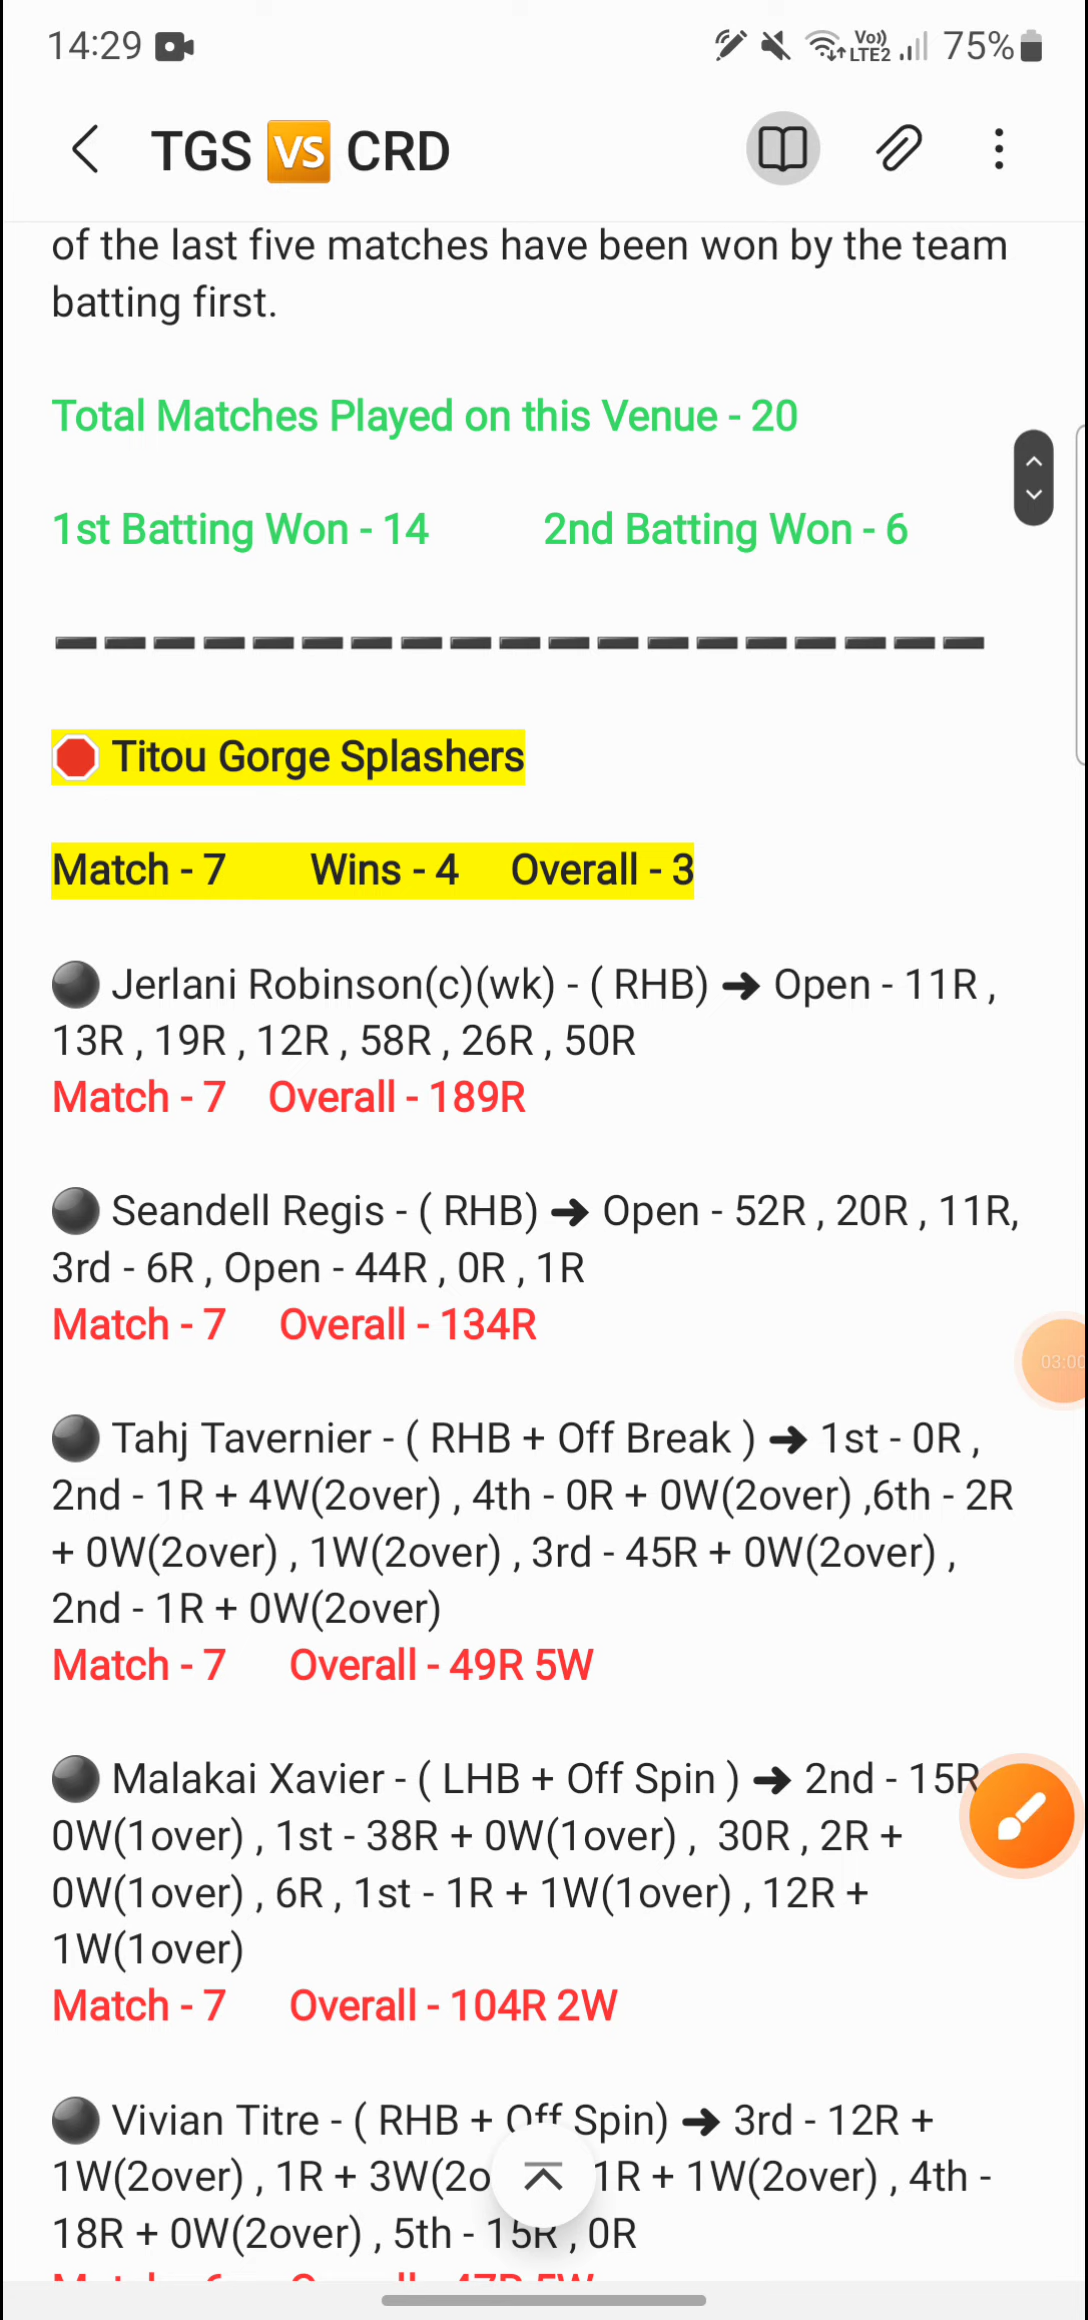 14:29 Vo)) LTE2 75%
TGS VS CRD
of the last five matches have been won by the team
batting first.
Total Matches Played on this Venue - 20
1st Batting Won - 14 2nd Batting Won - 6
Titou Gorge Splashers
Match - 7 Wins - 4 Overall - 3
Jerlani Robinson(c)(wk) - ( RHB) ➔ Open - 11R ,
13R , 19R , 12R , 58R , 26R , 50R
Match - 7 Overall - 189R
Seandell Regis - ( RHB) ➔ Open - 52R , 20R , 11R,
3rd - 6R , Open - 44R , 0R , 1R
Match - 7 Overall - 134R
03:00
Tahj Tavernier - ( RHB + Off Break ) ➔ 1st - 0R ,
2nd - 1R + 4W(2over) , 4th - 0R + 0W(2over) ,6th - 2R
+ 0W(2over) , 1W(2over) , 3rd - 45R + 0W(2over) ,
2nd - 1R + 0W(2over)
Match - 7 Overall - 49R 5W
Malakai Xavier - ( LHB + Off Spin ) ➔ 2nd - 15R
0W(1over) , 1st - 38R + 0W(1over) , 30R , 2R +
0W(1over) , 6R , 1st - 1R + 1W(1over) , 12R +
1W(1over)
Match - 7 Overall - 104R 2W
Vivian Titre - ( RHB + Off Spin) ➔ 3rd - 12R +
1W(2over) , 1R + 3W(2o 1R + 1W(2over) , 4th -
18R + 0W(2over) , 5th - 15R , 0R